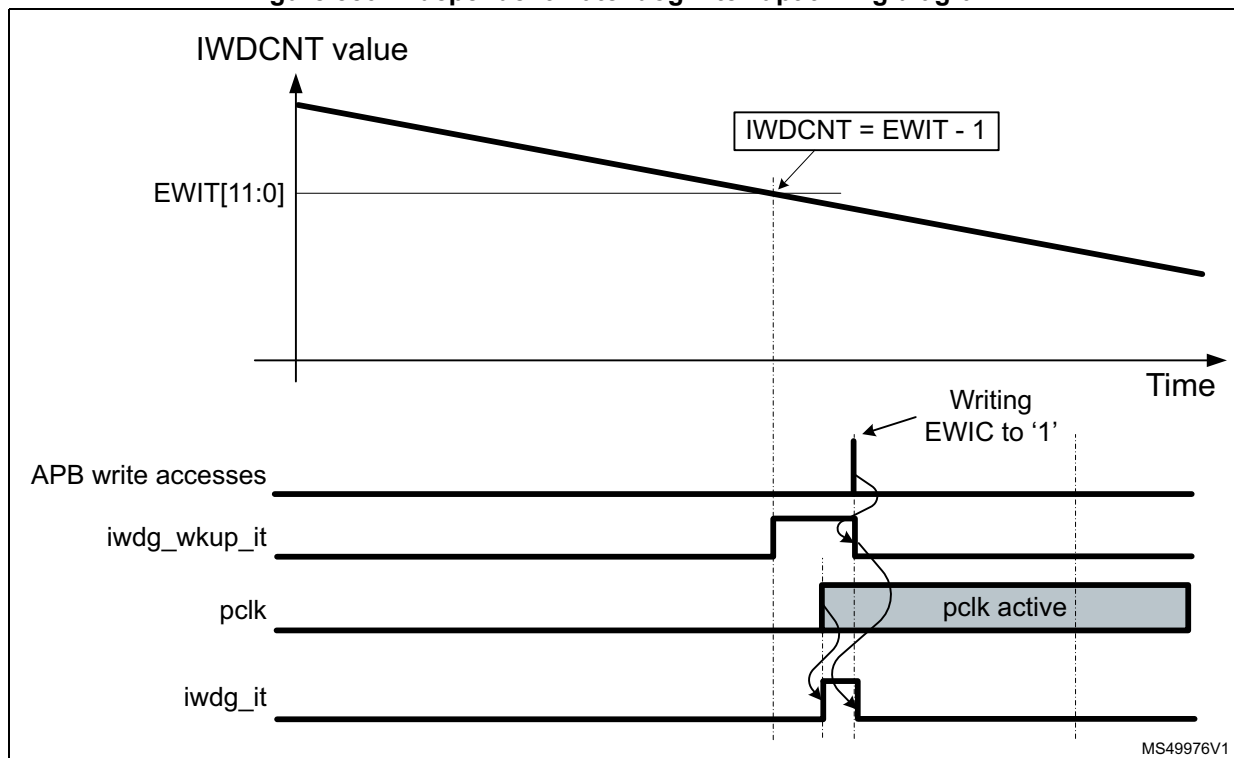 IWDCNT value
IWDCNT = EWIT - 1
EWIT[11:0]
Time
Writing
EWIC to ‘1’
APB write accesses
iwdg_wkup_it
pclk
pclk active
iwdg_it
MS49976V1